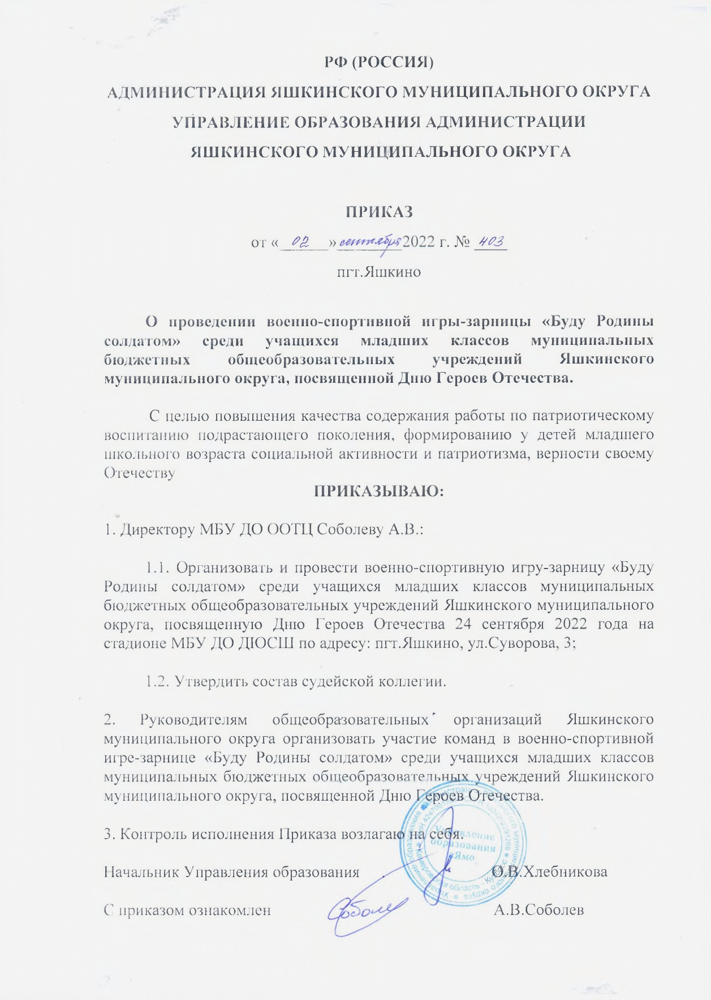 РФ (РОССИЯ)
АДМИНИСТРАЦИЯ ЯШКИНСКОГО МУНИЦИПАЛЬНОГО ОКРУГА
УПРАВЛЕНИЕ ОБРАЗОВАНИЯ АДМИНИСТРАЦИИ
ЯШКИНСКОГО МУНИЦИПАЛЬНОГО ОКРУГА
ПРИКАЗ
от « 02 » сентября 2022 г. № 403
пгт.Яшкино
О проведении военно-спортивной игры-зарницы «Буду Родины
солдатом» среди учащихся младших классов муниципальных
бюджетных общеобразовательных учреждений Яшкинского
муниципального округа, посвященной Дню Героев Отечества.
С целью повышения качества содержания работы по патриотическому
воспитанию подрастающего поколения, формированию у детей младшего
школьного возраста социальной активности и патриотизма, верности своему
Отечеству
ПРИКАЗЫВАЮ:
1. Директору МБУ ДО ООТЦ Соболеву А.В.:
1.1. Организовать и провести военно-спортивную игру-зарницу «Буду
Родины солдатом» среди учащихся младших классов муниципальных
бюджетных общеобразовательных учреждений Яшкинского муниципального
округа, посвященную Дню Героев Отечества 24 сентября 2022 года на
стадионе МБУ ДО ДЮСШ по адресу: пгт.Яшкино, ул.Суворова, 3;
1.2. Утвердить состав судейской коллегии.
2. Руководителям общеобразовательных организаций Яшкинского
муниципального округа организовать участие команд в военно-спортивной
игре-зарнице «Буду Родины солдатом» среди учащихся младших классов
муниципальных бюджетных общеобразовательных учреждений Яшкинского
муниципального округа, посвященной Дню Героев Отечества.
3. Контроль исполнения Приказа возлагаю на себя.
Управление
образования
аЯмо
Начальник Управления образования О.В.Хлебникова
С приказом ознакомлен Соболев А.В.Соболев